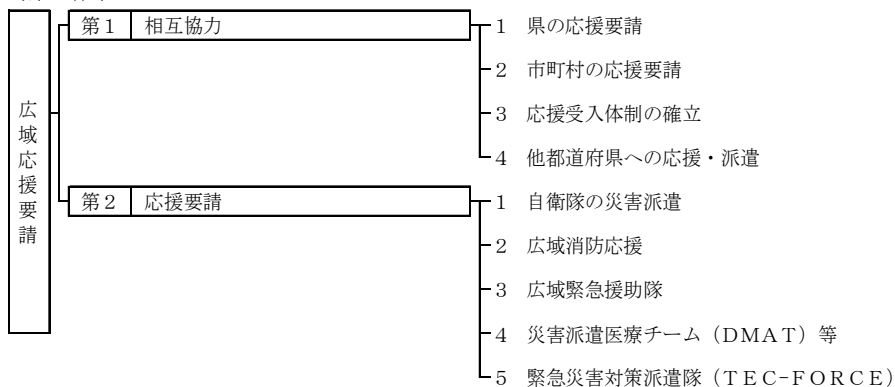 広域応援要請
第１ 相互協力
１ 県の応援要請
２ 市町村の応援要請
３ 応援受入体制の確立
４ 他都道府県への応援・派遣
第２ 応援要請
１ 自衛隊の災害派遣
２ 広域消防応援
３ 広域緊急援助隊
４ 災害派遣医療チーム（ＤＭＡＴ）等
５ 緊急災害対策派遣隊（ＴＥＣ-ＦＯＲＣＥ）